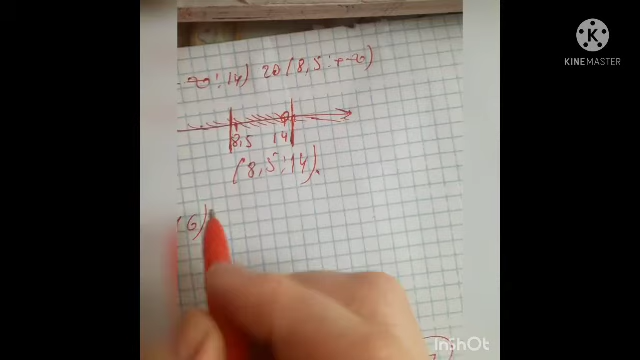 -∞; 14) ∩ (8,5; +∞)
8,5 14
(8,5; 14).
6)
KINEMASTER
InShOt